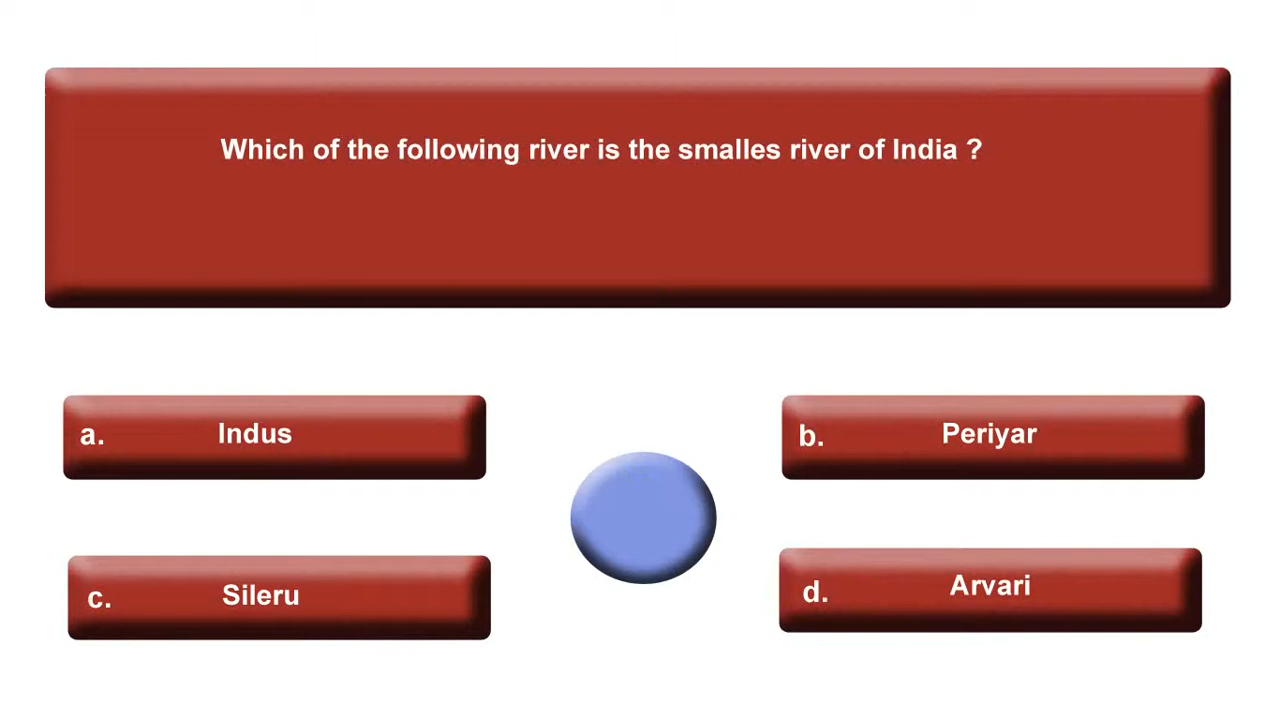 Which of the following river is the smalles river of India ?
a. Indus
b. Periyar
c. Sileru
d. Arvari